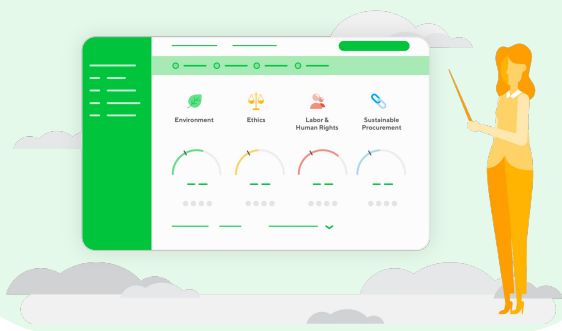 Environment
Ethics
Labor &
Human Rights
Sustainable
Procurement